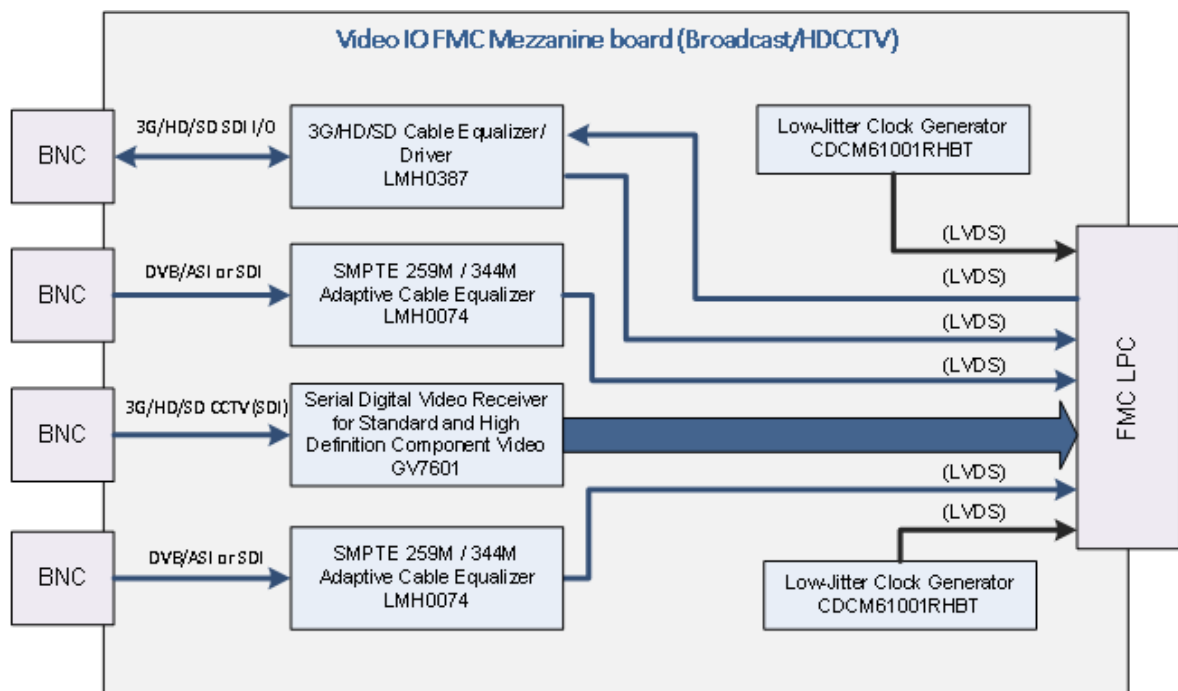 Video IO FMC Mezzanine board (Broadcast/HDCCTV)
BNC
3G/HD/SD SDI I/O
3G/HD/SD Cable Equalizer/
Driver
LMH0387
Low-Jitter Clock Generator
CDCM61001RHBT
(LVDS)
(LVDS)
(LVDS)
(LVDS)
BNC
DVB/ASI or SDI
SMPTE 259M / 344M
Adaptive Cable Equalizer
LMH0074
BNC
3G/HD/SD CCTV(SDI)
Serial Digital Video Receiver
for Standard and High
Definition Component Video
GV7601
FMC LPC
(LVDS)
(LVDS)
BNC
DVB/ASI or SDI
SMPTE 259M / 344M
Adaptive Cable Equalizer
LMH0074
Low-Jitter Clock Generator
CDCM61001RHBT